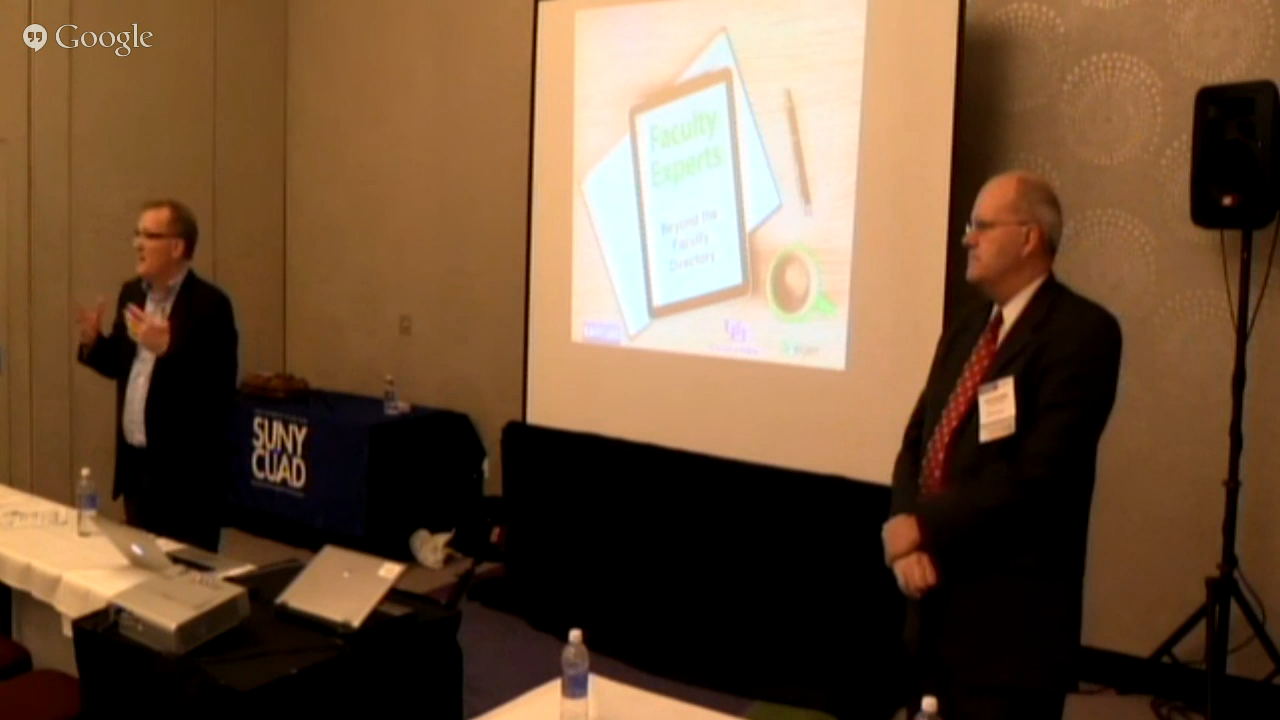 Google
Faculty
Experts
Beyond the
Faculty
Directory
SUNY
CUAD